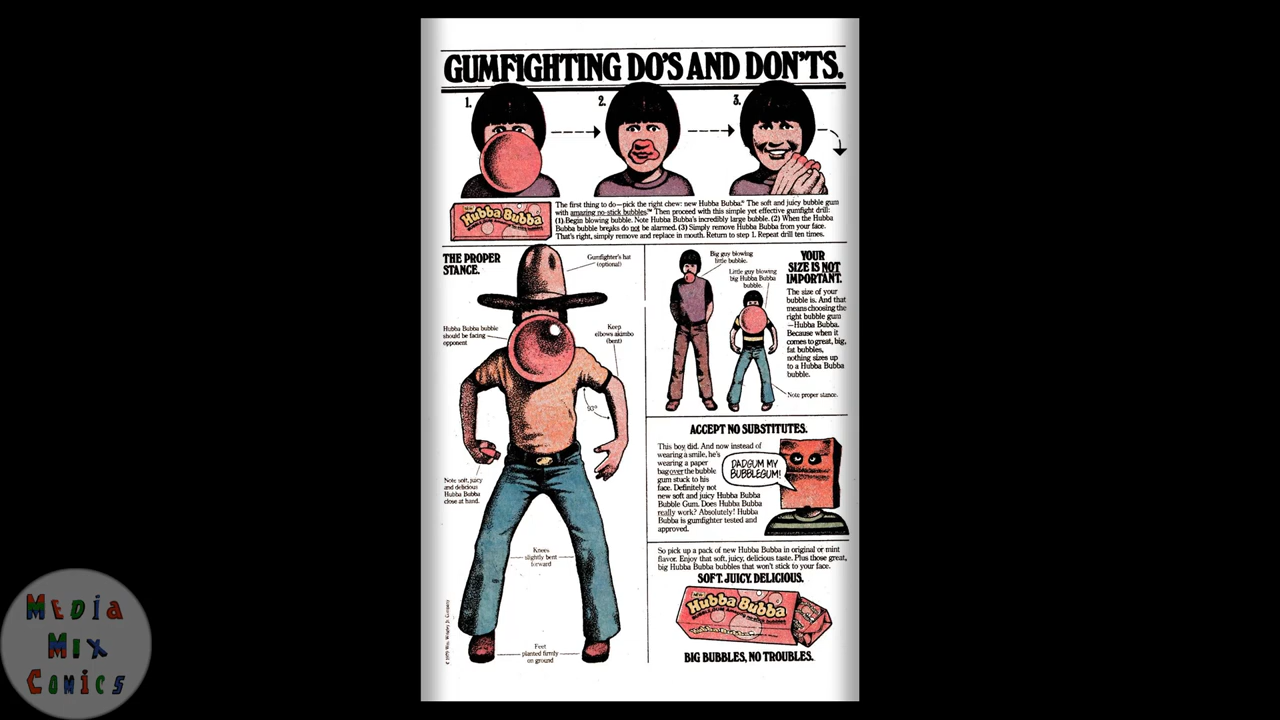 GUMFIGHTING DO'S AND DON'TS.
1.
2.
3.
Hubba Bubba
The first thing to do—pick the right chew: new Hubba Bubba.® The soft and juicy bubble gum
with amazing no-stick bubbles.™ Then proceed with this simple yet effective gumfight drill:
(1) Begin blowing bubble. Note Hubba Bubba's incredibly large bubble. (2) When the Hubba
Bubba bubble breaks do not be alarmed. (3) Simply remove Hubba Bubba from your face.
That's right, simply remove and replace in mouth. Return to step 1. Repeat drill ten times.
THE PROPER
STANCE.
Gumfighter's hat
(optional)
Hubba Bubba bubble
should be facing
opponent
Keep
elbows akimbo
(bent)
93°
Note soft, juicy
and delicious
Hubba Bubba
close at hand.
Knees
slightly bent
forward
Feet
planted firmly
on ground
Big guy blowing
little bubble.
Little guy blowing
big Hubba Bubba
bubble.
YOUR
SIZE IS NOT
IMPORTANT.
The size of your
bubble is. And that
means choosing the
right bubble gum
—Hubba Bubba.
Because when it
comes to great, big,
fat bubbles,
nothing sizes up
to a Hubba Bubba
bubble.
Note proper stance.
ACCEPT NO SUBSTITUTES.
This boy did. And now instead of
wearing a smile, he's
wearing a paper
bag over the bubble
gum stuck to his
face. Definitely not
new soft and juicy Hubba Bubba
Bubble Gum. Does Hubba Bubba
really work? Absolutely! Hubba
Bubba is gumfighter tested and
approved.
DADGUM MY
BUBBLEGUM!
So pick up a pack of new Hubba Bubba in original or mint
flavor. Enjoy that soft, juicy, delicious taste. Plus those great,
big Hubba Bubba bubbles that won't stick to your face.
SOFT. JUICY. DELICIOUS.
Hubba Bubba
Hubba Bubba
BIG BUBBLES, NO TROUBLES.
© 1979 Wm. Wrigley Jr. Company
MEDiA
MiX
COMiCS